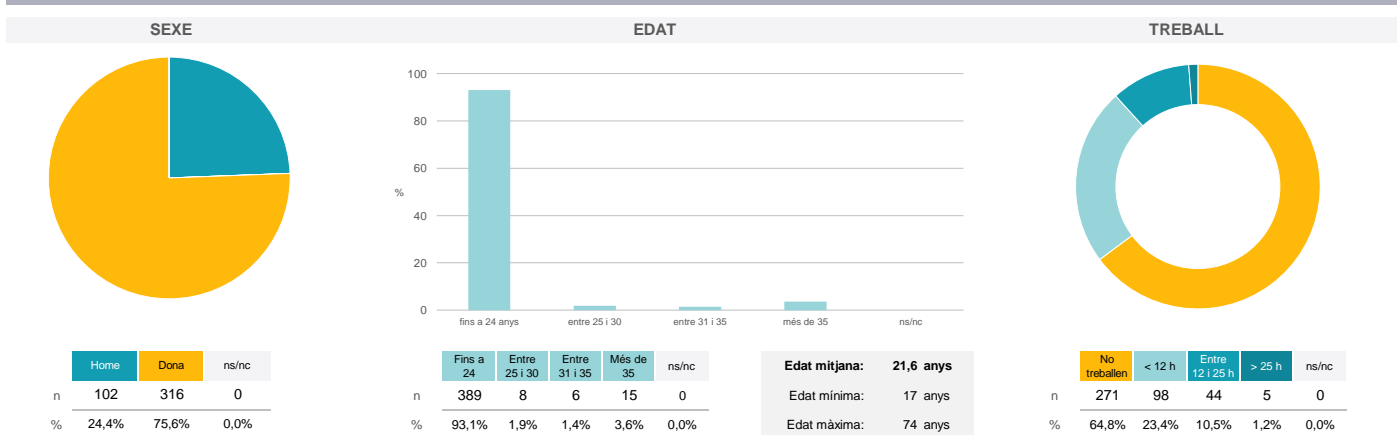 SEXE EDAT TREBALL
100
80
60
%
40
20
0
fins a 24 anys entre 25 i 30 entre 31 i 35 més de 35 ns/nc
Home Dona ns/nc
n 102 316 0
% 24,4% 75,6% 0,0%
Fins a 24 Entre 25 i 30 Entre 31 i 35 Més de 35 ns/nc
n 389 8 6 15 0
% 93,1% 1,9% 1,4% 3,6% 0,0%
Edat mitjana: 21,6 anys
Edat mínima: 17 anys
Edat màxima: 74 anys
No treballen < 12 h Entre 12 i 25 h > 25 h ns/nc
n 271 98 44 5 0
% 64,8% 23,4% 10,5% 1,2% 0,0%